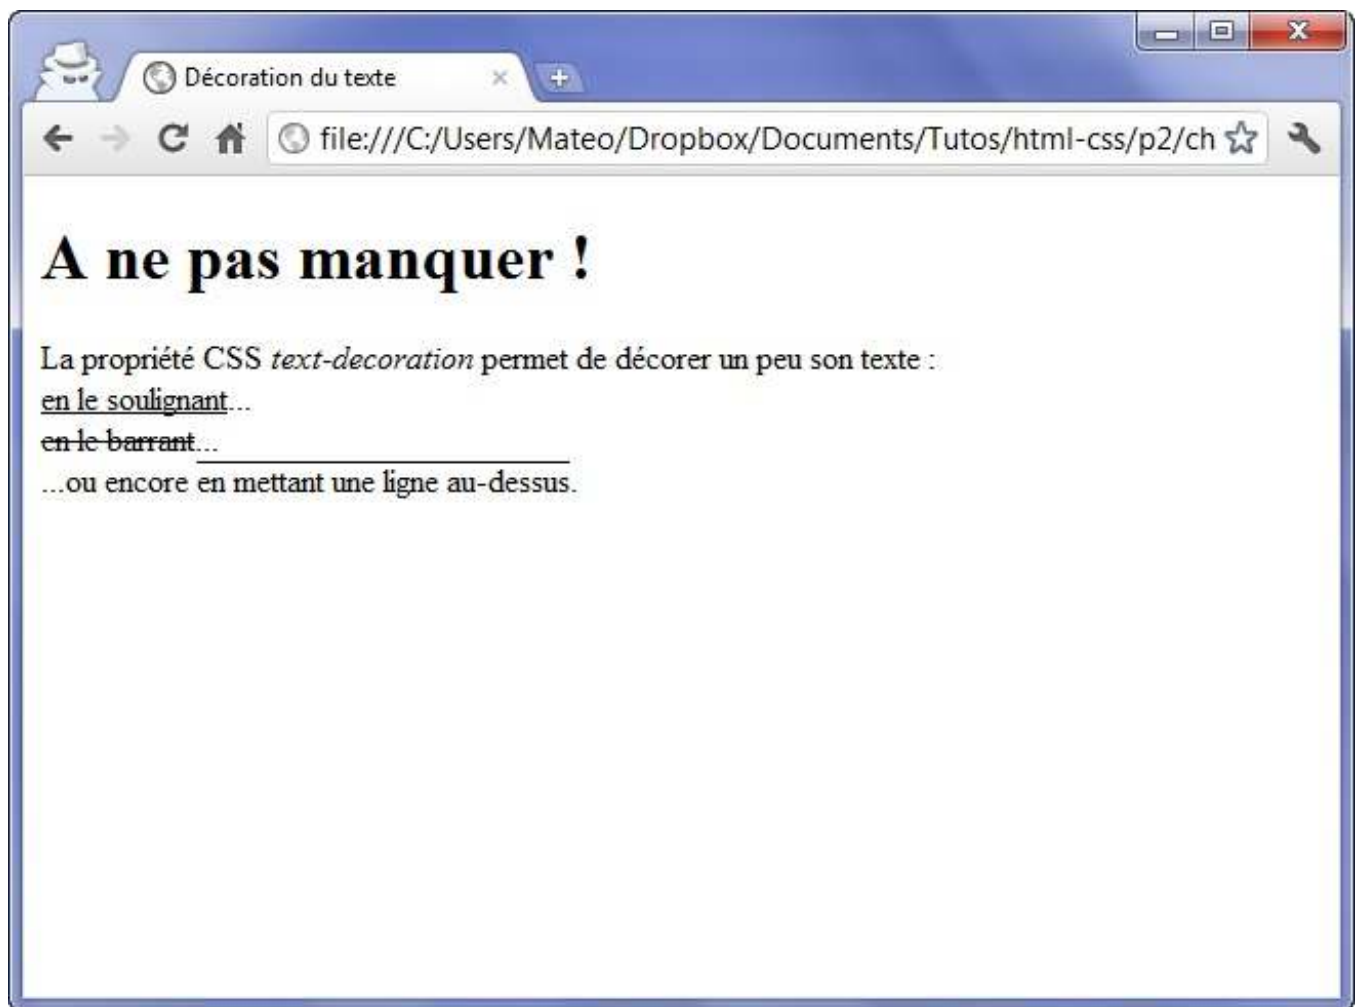 Décoration du texte
file:///C:/Users/Mateo/Dropbox/Documents/Tutos/html-css/p2/ch
A ne pas manquer !
La propriété CSS text-decoration permet de décorer un peu son texte :
en le soulignant...
en le barrant...
...ou encore en mettant une ligne au-dessus.